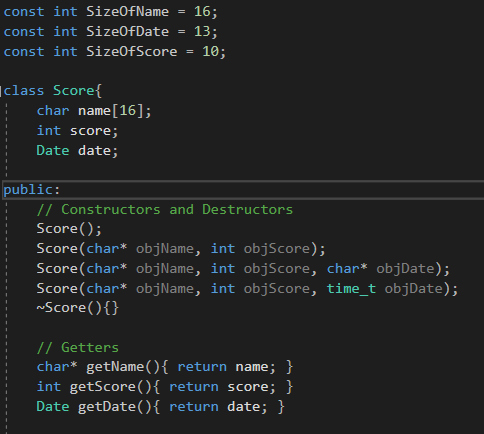 const int SizeOfName = 16;
const int SizeOfDate = 13;
const int SizeOfScore = 10;
class Score{
char name[16];
int score;
Date date;
public:
// Constructors and Destructors
Score();
Score(char* objName, int objScore);
Score(char* objName, int objScore, char* objDate);
Score(char* objName, int objScore, time_t objDate);
~Score(){}
// Getters
char* getName(){ return name; }
int getScore(){ return score; }
Date getDate(){ return date; }